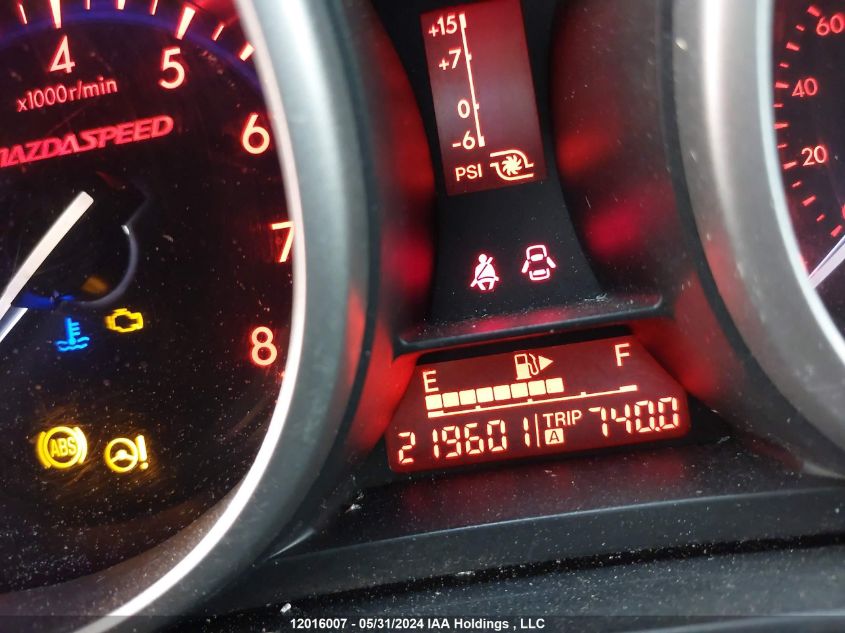 4
5
x1000r/min
MAZDASPEED
6
7
8
ABS
!
+15
+7
0
-6
PSI
E
F
219601 TRIP A 740.0
60
40
20
12016007 - 05/31/2024 IAA Holdings , LLC